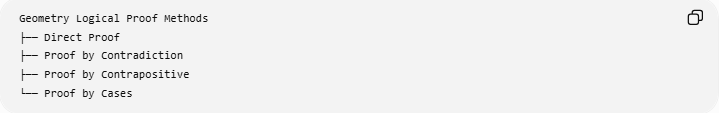 Geometry Logical Proof Methods
├── Direct Proof
├── Proof by Contradiction
├── Proof by Contrapositive
└── Proof by Cases